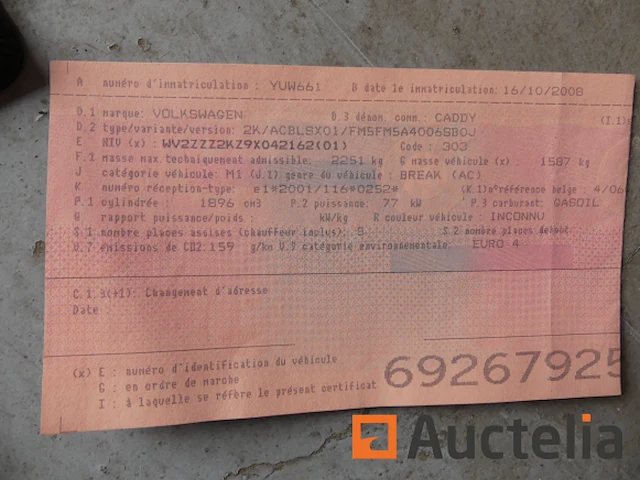 A numéro d'immatriculation : YUW661 B date 1e immatriculation: 16/10/2008
D.1 marque: VOLKSWAGEN D.3 dénom. comm.: CADDY (I.1)
D.2 type/variante/version: 2K/ACBLSX01/FM5FM5A4006SB0J
E NIV (x) : WV2ZZZ2KZ9X042162(01) Code : 303
F.1 masse max. techniquement admissible. 2251 kg G masse véhicule (x) : 1587 kg
J catégorie véhicule: M1 (J.1) genre du véhicule : BREAK (AC)
K numéro réception-type: e1*2001/116*0252* (K.1) n°référence belge : 4/06
P.1 cylindrée : 1896 cm3 P.2 puissance: 77 kW P.3 carburant: GASOIL
Q rapport puissance/poids : kW/kg R couleur véhicule : INCONNU
S.1 nombre places assises (chauffeur inclus): 5 S.2 nombre places debout
V.7 émissions de CO2: 159 g/km V.9 catégorie environnementale. EURO 4
C.1 3(+1): Changement d'adresse
Date :
(x) E : numéro d'identification du véhicule
G : en ordre de marche
I : à laquelle se réfère le présent certificat
6926792
Auctelia